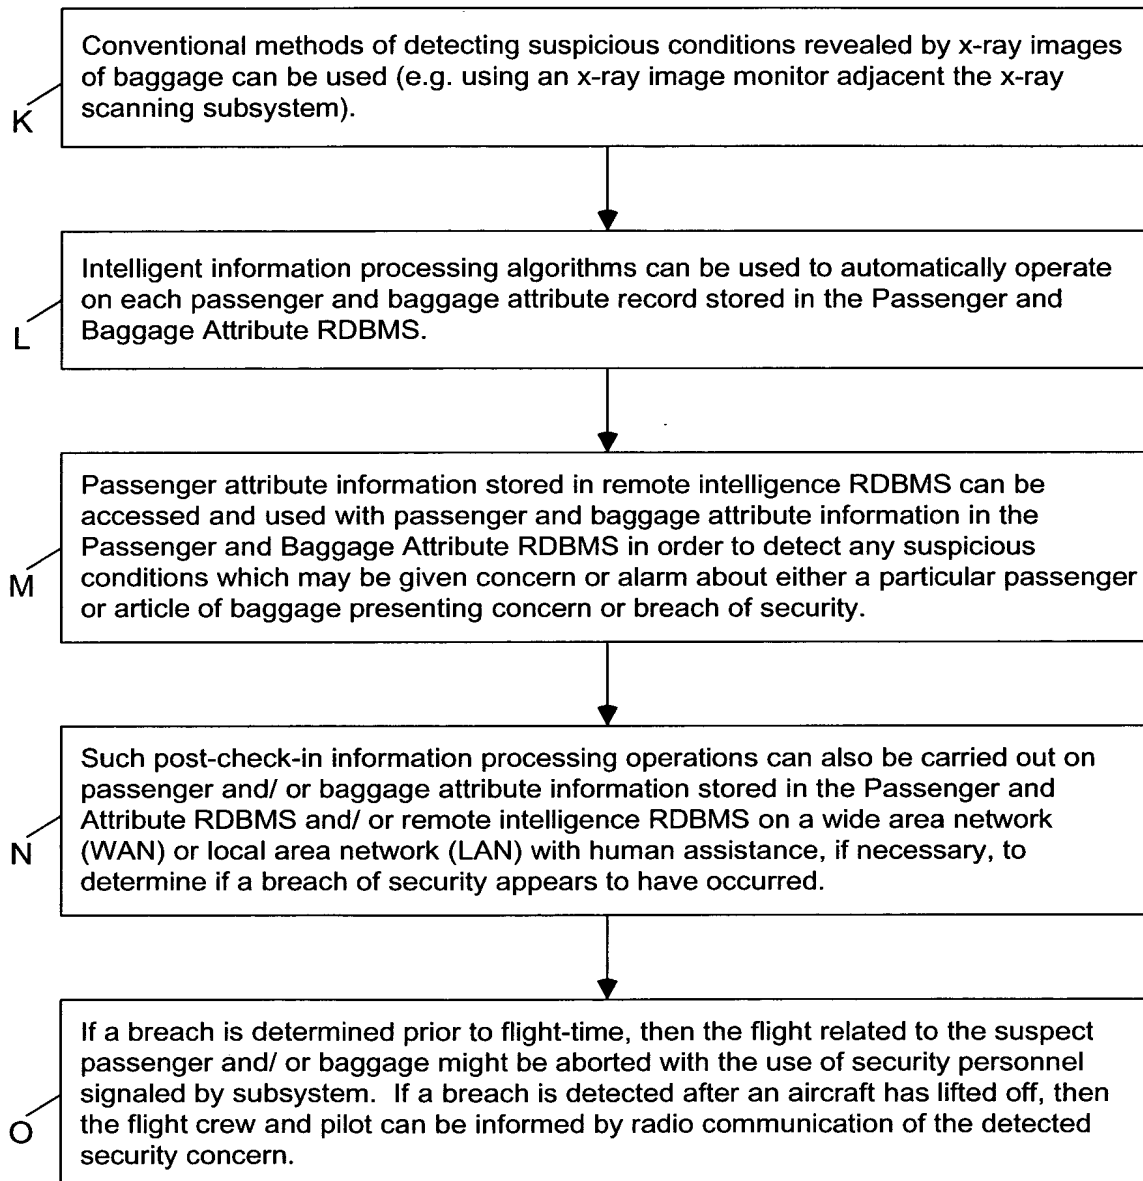 Conventional methods of detecting suspicious conditions revealed by x-ray images
of baggage can be used (e.g. using an x-ray image monitor adjacent the x-ray
scanning subsystem).
K
Intelligent information processing algorithms can be used to automatically operate
on each passenger and baggage attribute record stored in the Passenger and
Baggage Attribute RDBMS.
L
Passenger attribute information stored in remote intelligence RDBMS can be
accessed and used with passenger and baggage attribute information in the
Passenger and Baggage Attribute RDBMS in order to detect any suspicious
conditions which may be given concern or alarm about either a particular passenger
or article of baggage presenting concern or breach of security.
M
Such post-check-in information processing operations can also be carried out on
passenger and/ or baggage attribute information stored in the Passenger and
Attribute RDBMS and/ or remote intelligence RDBMS on a wide area network
(WAN) or local area network (LAN) with human assistance, if necessary, to
determine if a breach of security appears to have occurred.
N
If a breach is determined prior to flight-time, then the flight related to the suspect
passenger and/ or baggage might be aborted with the use of security personnel
signaled by subsystem.  If a breach is detected after an aircraft has lifted off, then
the flight crew and pilot can be informed by radio communication of the detected
security concern.
O